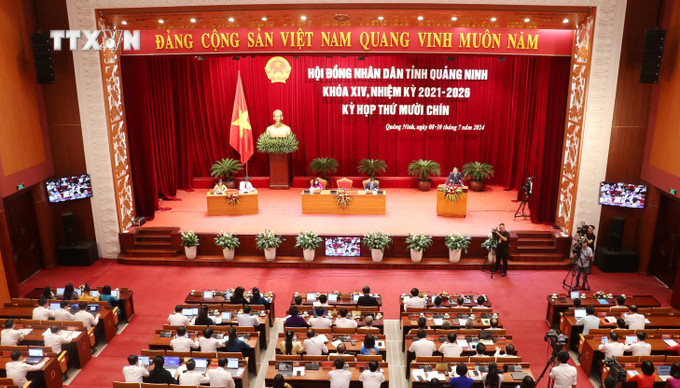 TTXVN
ĐẢNG CỘNG SẢN VIỆT NAM QUANG VINH MUÔN NĂM
HỘI ĐỒNG NHÂN DÂN TỈNH QUẢNG NINH
KHÓA XIV, NHIỆM KỲ 2021-2026
KỲ HỌP THỨ MƯỜI CHÍN
Quảng Ninh, ngày 08-10 tháng 7 năm 2024